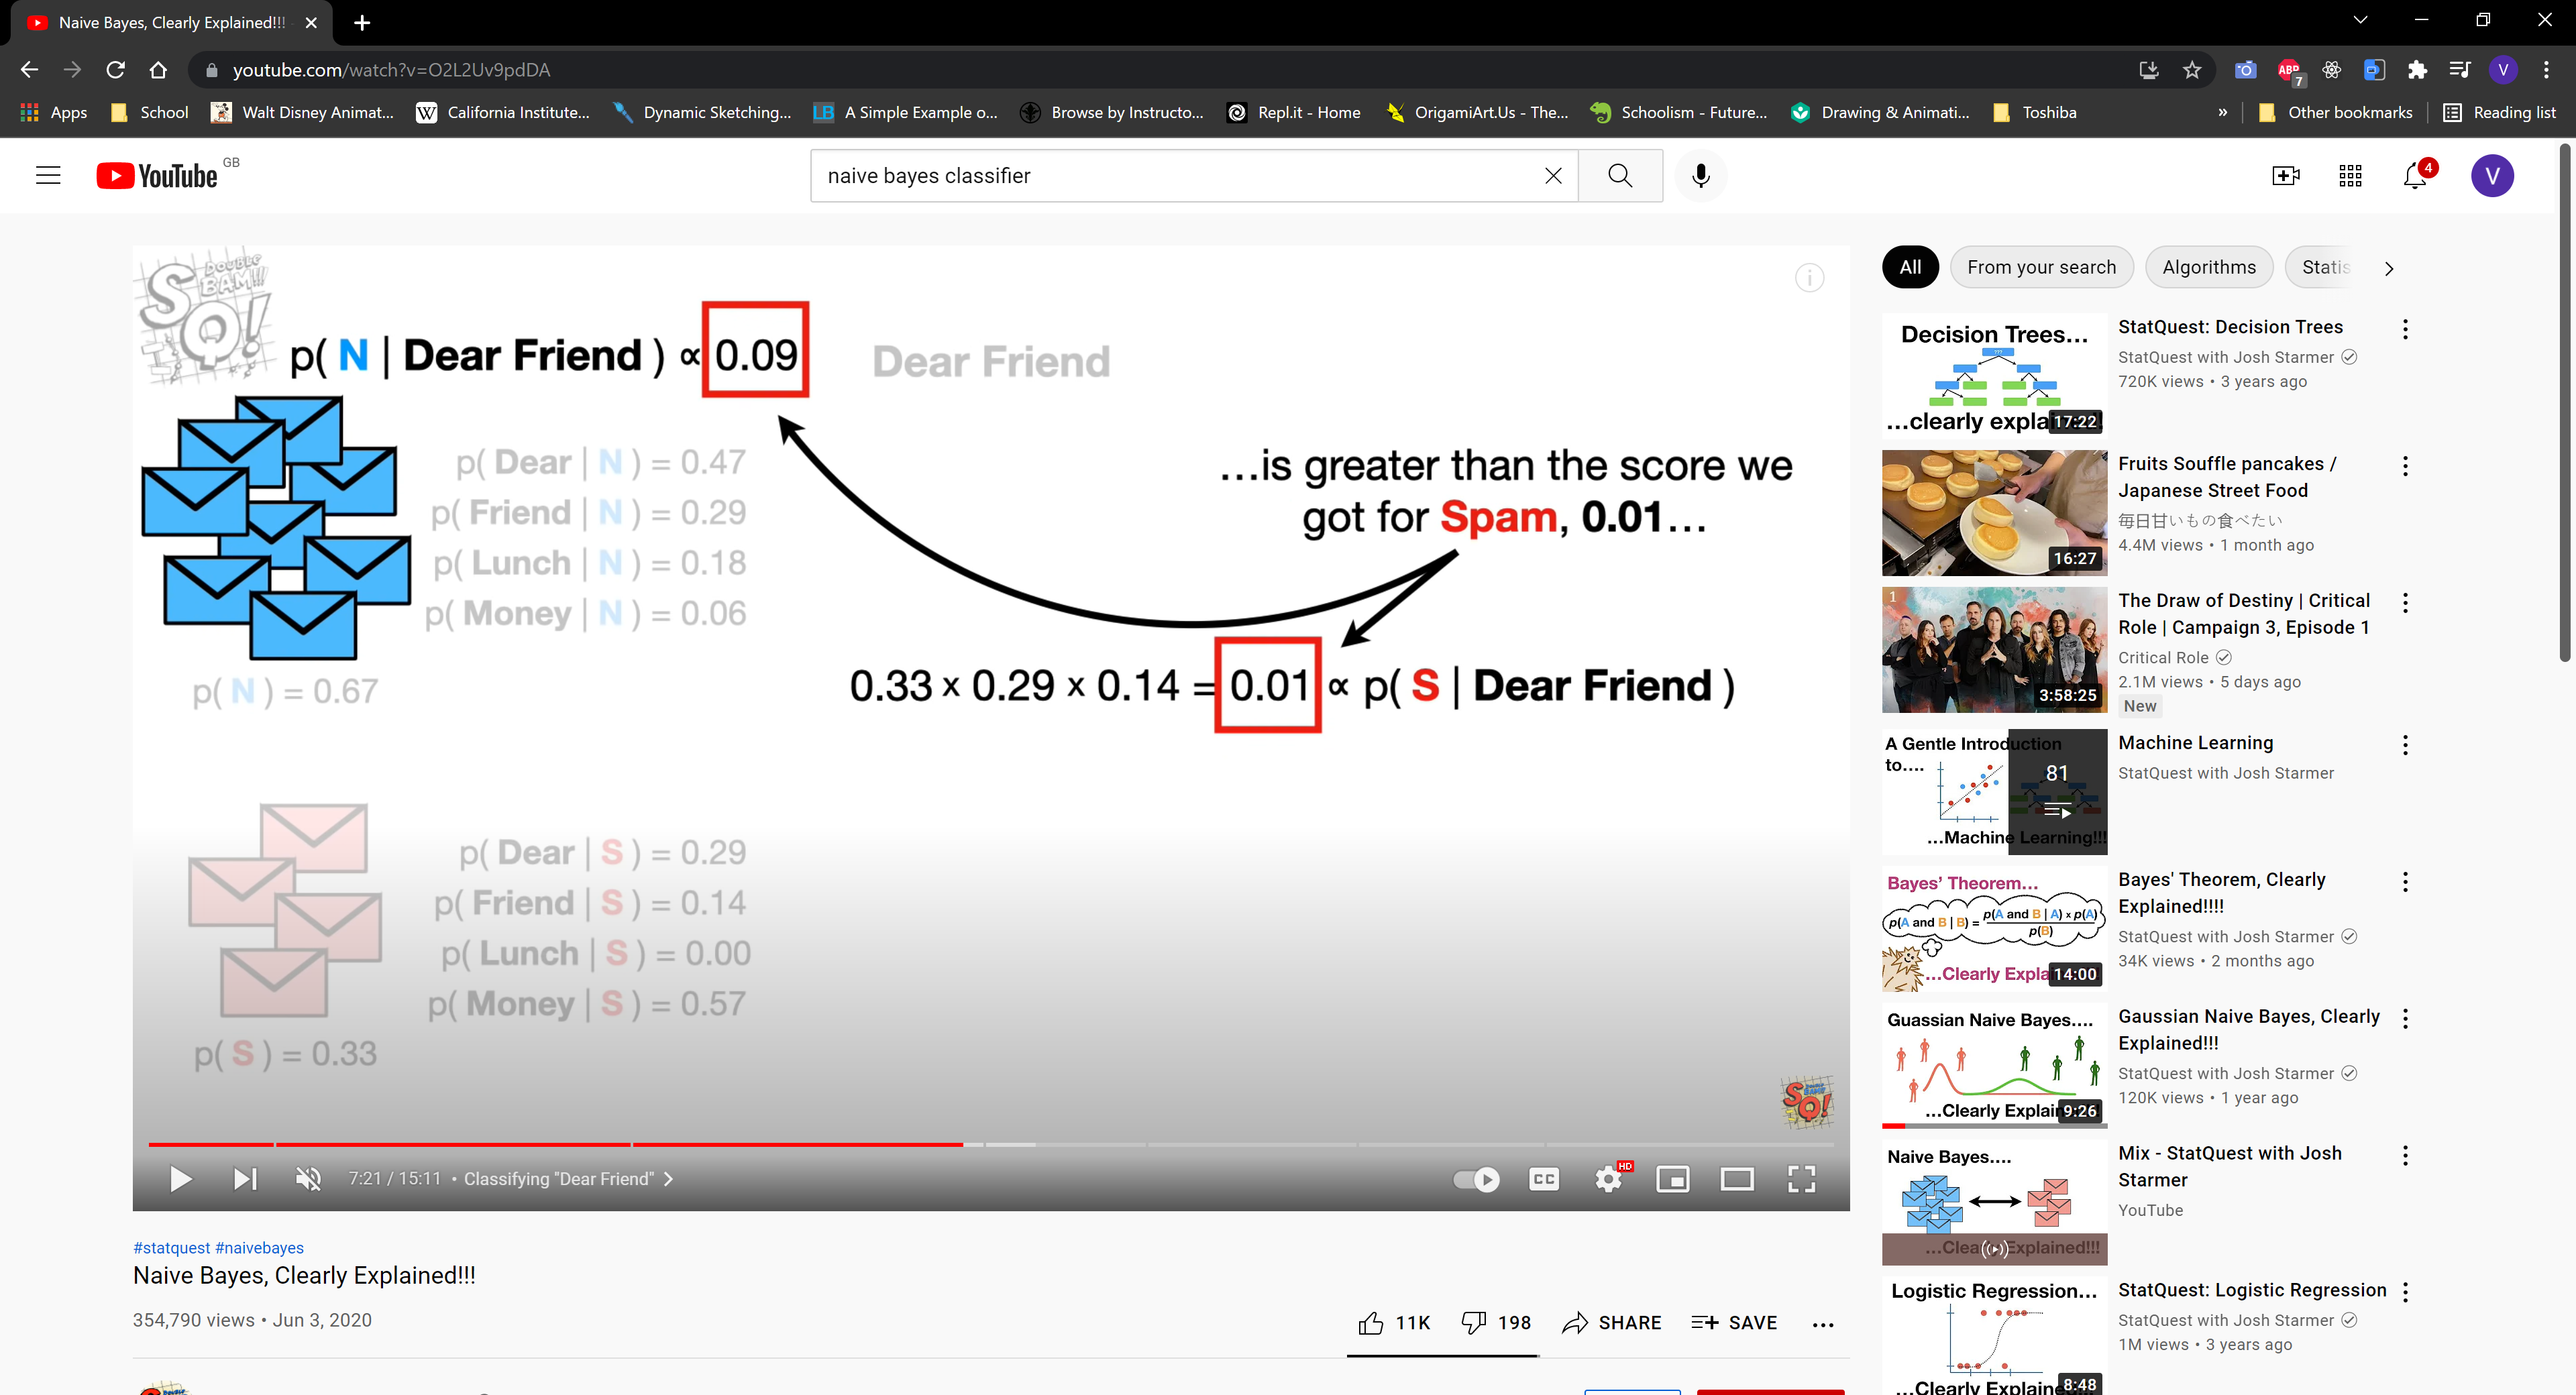 Naive Bayes, Clearly Explained!!!
youtube.com/watch?v=O2L2Uv9pdDA
ABP
7
V
Apps
School
Walt Disney Animat...
W
California Institute...
Dynamic Sketching...
LB
A Simple Example o...
Browse by Instructo...
Repl.it - Home
OrigamiArt.Us - The...
Schoolism - Future...
Drawing & Animati...
Toshiba
»
Other bookmarks
Reading list
YouTube GB
naive bayes classifier
4
V
DOUBLE
BAM!!!
SQ!
p( N | Dear Friend ) ∝ 0.09
Dear Friend
p( Dear | N ) = 0.47
p( Friend | N ) = 0.29
p( Lunch | N ) = 0.18
p( Money | N ) = 0.06
p( N ) = 0.67
...is greater than the score we
got for Spam, 0.01...
0.33 x 0.29 x 0.14 = 0.01 ∝ p( S | Dear Friend )
p( Dear | S ) = 0.29
p( Friend | S ) = 0.14
p( Lunch | S ) = 0.00
p( Money | S ) = 0.57
p( S ) = 0.33
SQ!
7:21 / 15:11 • Classifying "Dear Friend"
CC
HD
#statquest #naivebayes
Naive Bayes, Clearly Explained!!!
354,790 views • Jun 3, 2020
11K
198
SHARE
SAVE
All
From your search
Algorithms
Statis
Decision Trees...
...clearly expla
17:22
StatQuest: Decision Trees
StatQuest with Josh Starmer
720K views • 3 years ago
16:27
Fruits Souffle pancakes /
Japanese Street Food
毎日甘いもの食べたい
4.4M views • 1 month ago
1
3:58:25
The Draw of Destiny | Critical
Role | Campaign 3, Episode 1
Critical Role
2.1M views • 5 days ago
New
A Gentle Introduction
to....
...Machine Learning!!!
81
Machine Learning
StatQuest with Josh Starmer
Bayes' Theorem...
p(A and B | B) = p(A and B | A) x p(A)
p(B)
...Clearly Expla
14:00
Bayes' Theorem, Clearly
Explained!!!!
StatQuest with Josh Starmer
34K views • 2 months ago
Guassian Naive Bayes....
...Clearly Explain
9:26
Gaussian Naive Bayes, Clearly
Explained!!!
StatQuest with Josh Starmer
120K views • 1 year ago
Naive Bayes....
...Clearly Explained!!!
Mix - StatQuest with Josh
Starmer
YouTube
Logistic Regression...
...Clearly Explaine
8:48
StatQuest: Logistic Regression
StatQuest with Josh Starmer
1M views • 3 years ago